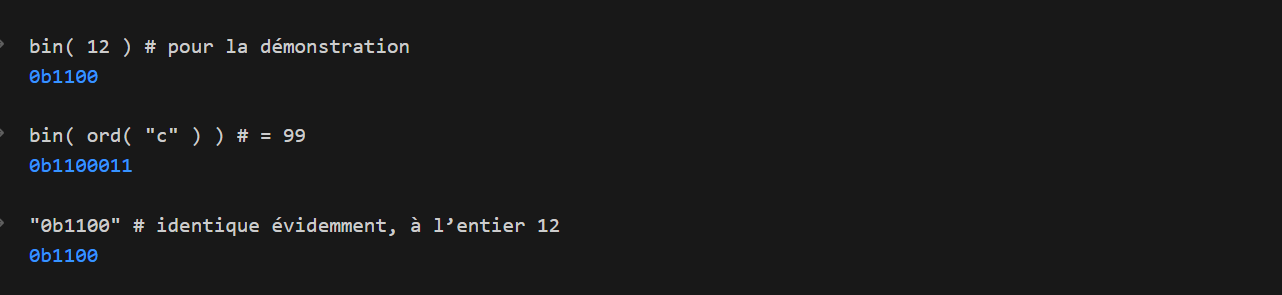 bin( 12 ) # pour la démonstration
0b1100
bin( ord( "c" ) ) # = 99
0b1100011
"0b1100" # identique évidemment, à l’entier 12
0b1100